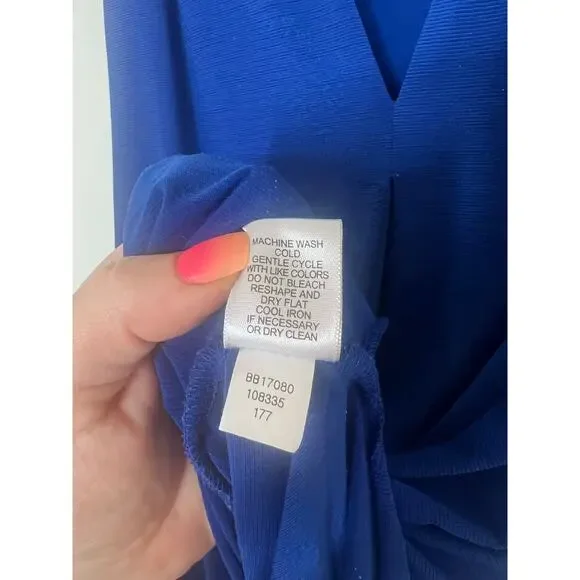 MACHINE WASH
COLD
GENTLE CYCLE
WITH LIKE COLORS
DO NOT BLEACH
RESHAPE AND
DRY FLAT
COOL IRON
IF NECESSARY
OR DRY CLEAN
BB17080
108335
177